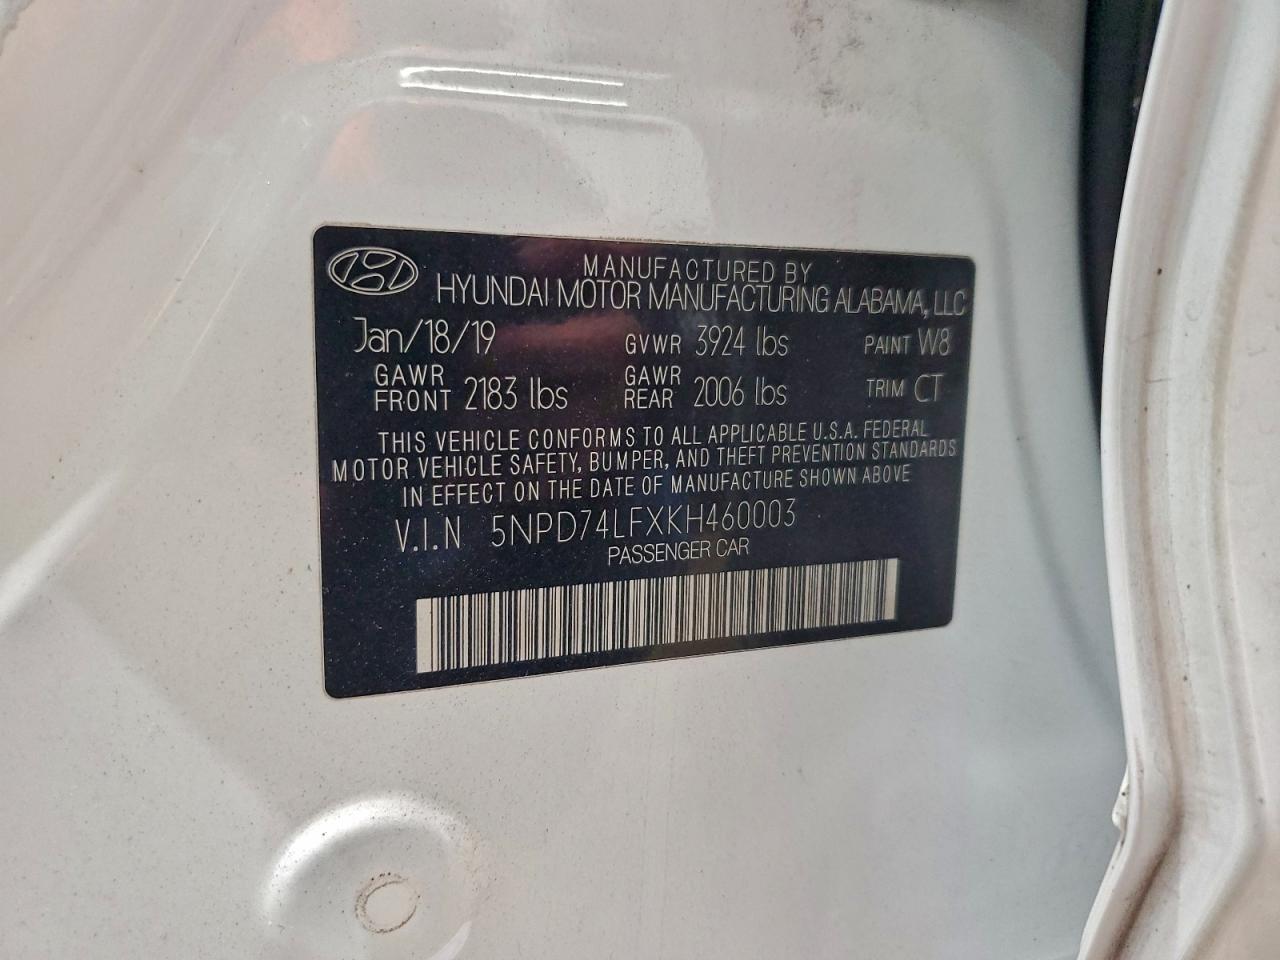 MANUFACTURED BY
HYUNDAI MOTOR MANUFACTURING ALABAMA, LLC
Jan/18/19 GVWR 3924 lbs PAINT W8
GAWR FRONT 2183 lbs GAWR REAR 2006 lbs TRIM CT
THIS VEHICLE CONFORMS TO ALL APPLICABLE U.S.A. FEDERAL
MOTOR VEHICLE SAFETY, BUMPER, AND THEFT PREVENTION STANDARDS
IN EFFECT ON THE DATE OF MANUFACTURE SHOWN ABOVE
V.I.N 5NPD74LFXKH460003
PASSENGER CAR